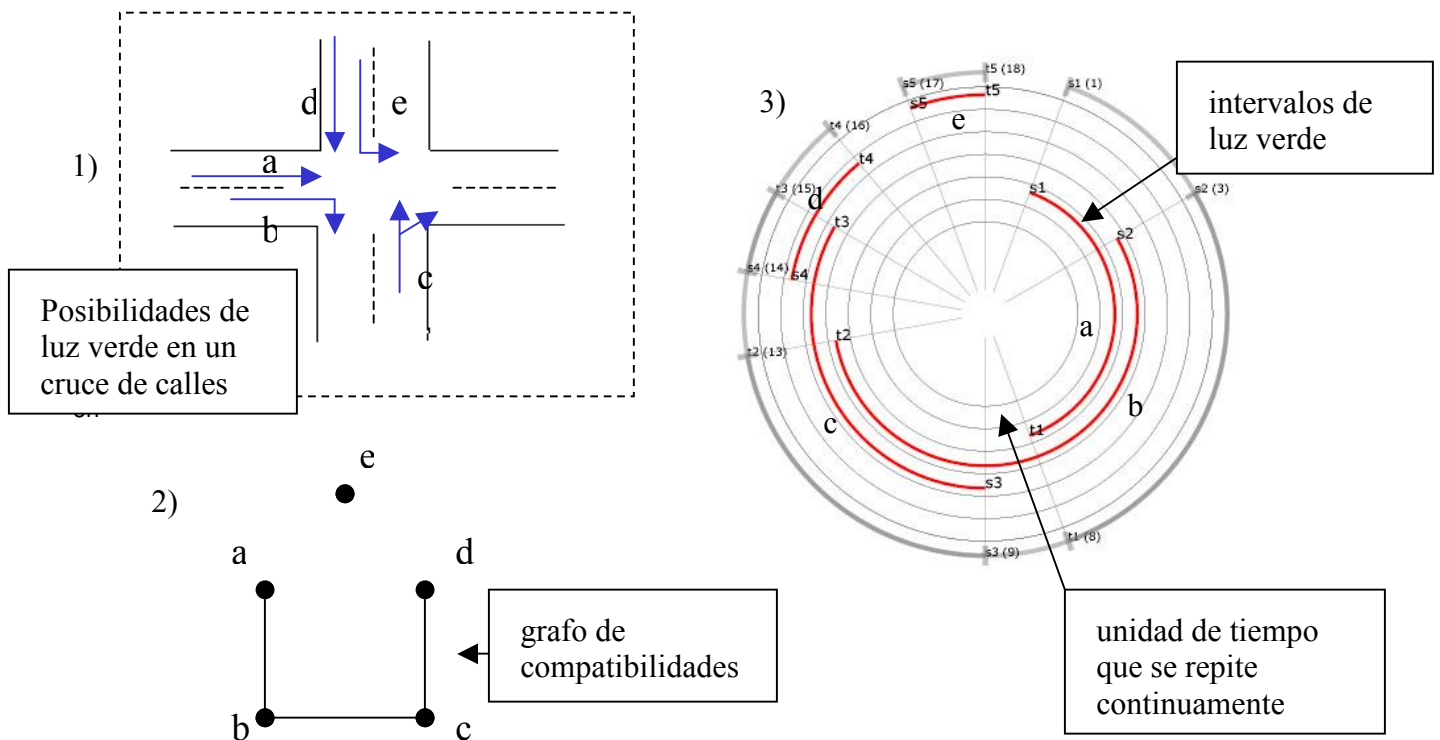 1)
d
e
a
b
c
Posibilidades de
luz verde en un
cruce de calles
2)
e
a
d
b
c
grafo de
compatibilidades
3)
s5 (17)
t5 (18)
s1 (1)
t4 (16)
t3 (15)
s2 (3)
s4 (14)
t2 (13)
s3 (9)
t1 (8)
s5
t5
e
t4
d
t3
s4
s1
s2
t2
a
b
c
t1
s3
intervalos de
luz verde
unidad de tiempo
que se repite
continuamente